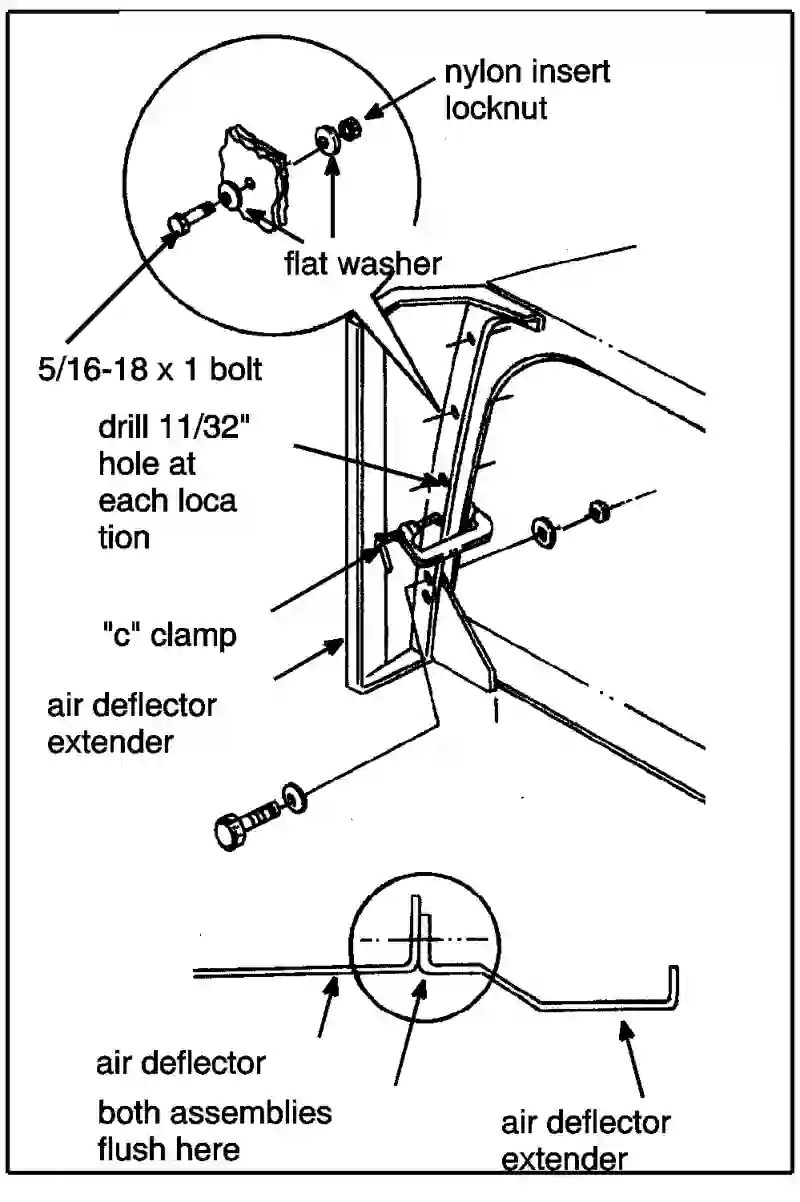 nylon insert
locknut
flat washer
5/16-18 x 1 bolt
drill 11/32"
hole at
each loca
tion
"c" clamp
air deflector
extender
air deflector
both assemblies
flush here
air deflector
extender